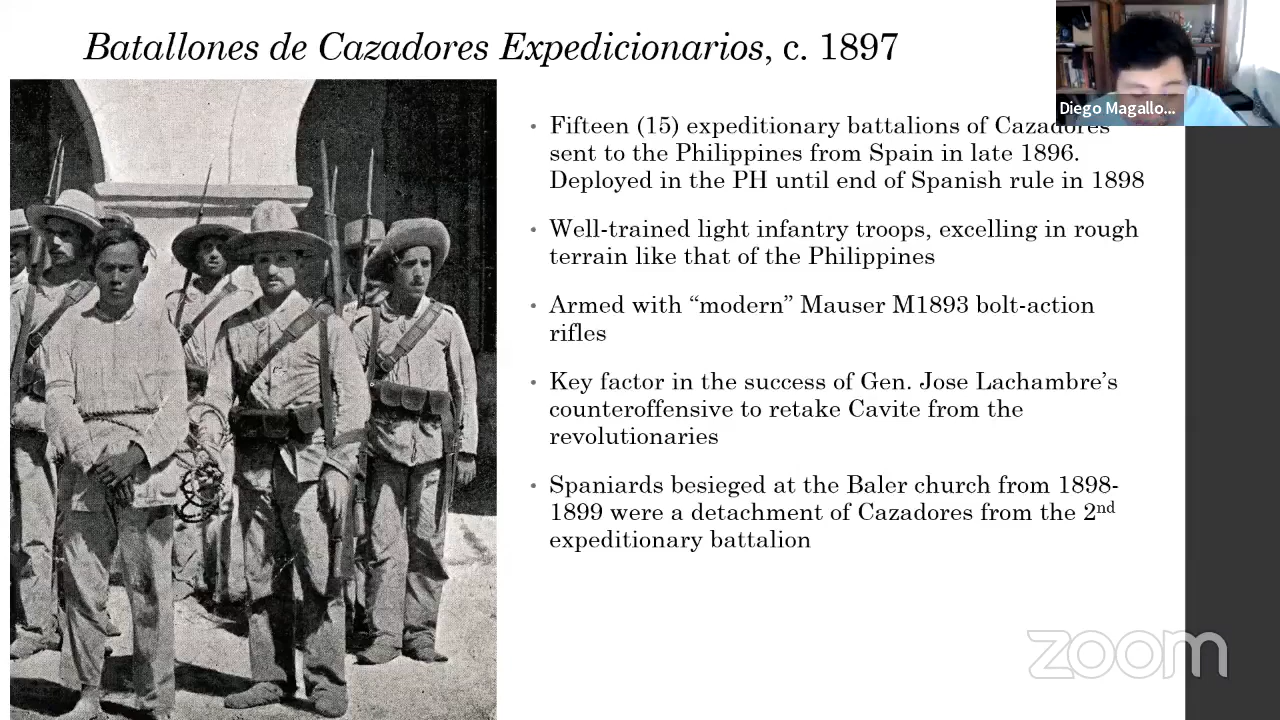 Batallones de Cazadores Expedicionarios, c. 1897
Diego Magallo...
• Fifteen (15) expeditionary battalions of Cazadores
sent to the Philippines from Spain in late 1896.
Deployed in the PH until end of Spanish rule in 1898
• Well-trained light infantry troops, excelling in rough
terrain like that of the Philippines
• Armed with “modern” Mauser M1893 bolt-action
rifles
• Key factor in the success of Gen. Jose Lachambre’s
counteroffensive to retake Cavite from the
revolutionaries
• Spaniards besieged at the Baler church from 1898-
1899 were a detachment of Cazadores from the 2nd
expeditionary battalion
zoom